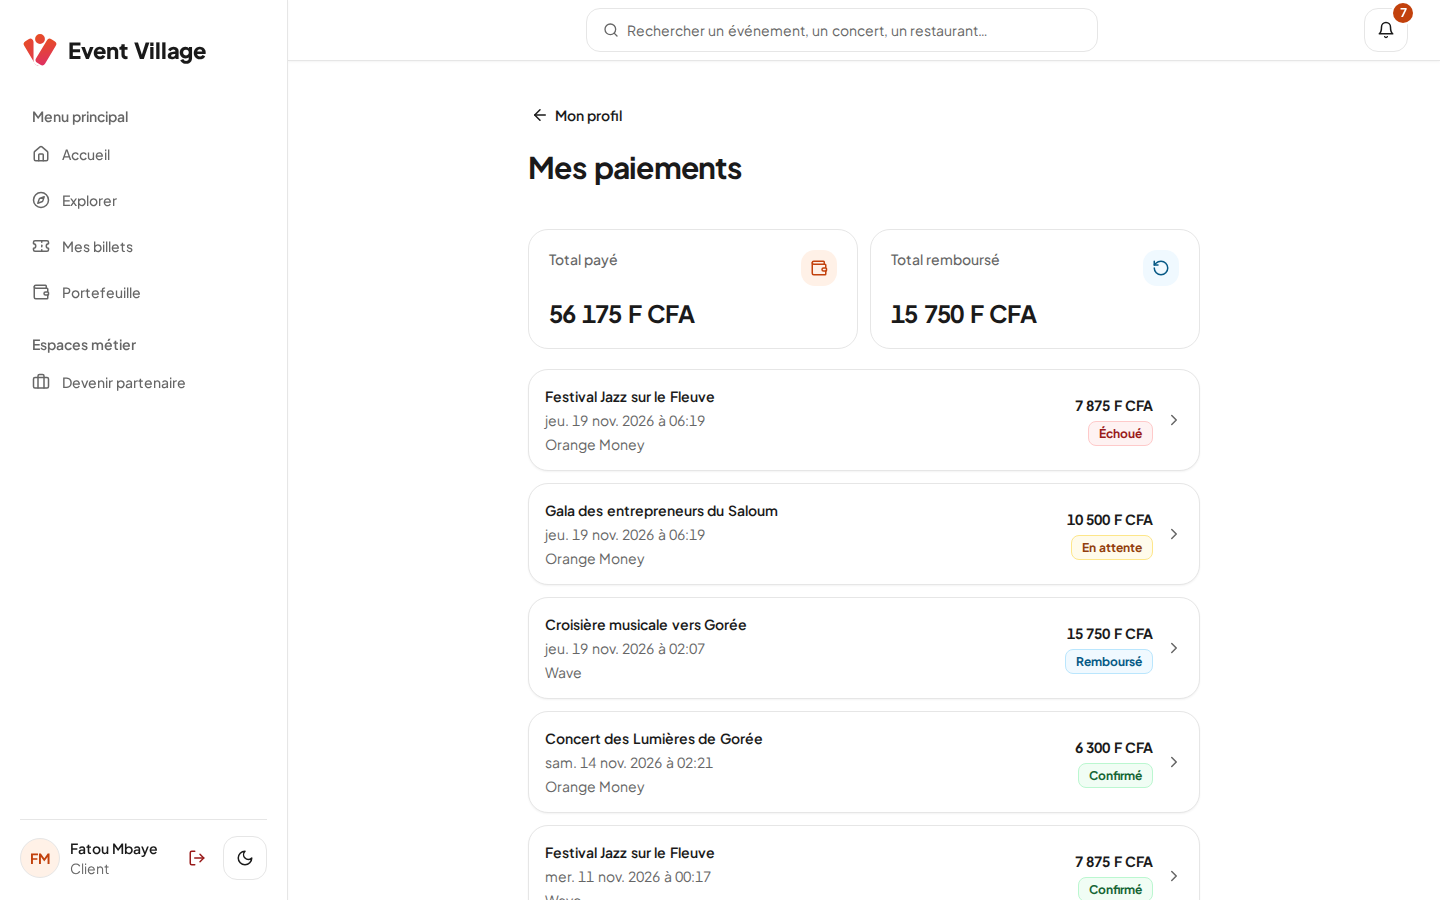 Event Village
Menu principal
Accueil
Explorer
Mes billets
Portefeuille
Espaces métier
Devenir partenaire
FM
Fatou Mbaye
Client
Rechercher un événement, un concert, un restaurant...
7
Mon profil
Mes paiements
Total payé
56 175 F CFA
Total remboursé
15 750 F CFA
Festival Jazz sur le Fleuve
jeu. 19 nov. 2026 à 06:19
Orange Money
7 875 F CFA
Échoué
Gala des entrepreneurs du Saloum
jeu. 19 nov. 2026 à 06:19
Orange Money
10 500 F CFA
En attente
Croisière musicale vers Gorée
jeu. 19 nov. 2026 à 02:07
Wave
15 750 F CFA
Remboursé
Concert des Lumières de Gorée
sam. 14 nov. 2026 à 02:21
Orange Money
6 300 F CFA
Confirmé
Festival Jazz sur le Fleuve
mer. 11 nov. 2026 à 00:17
Wave
7 875 F CFA
Confirmé